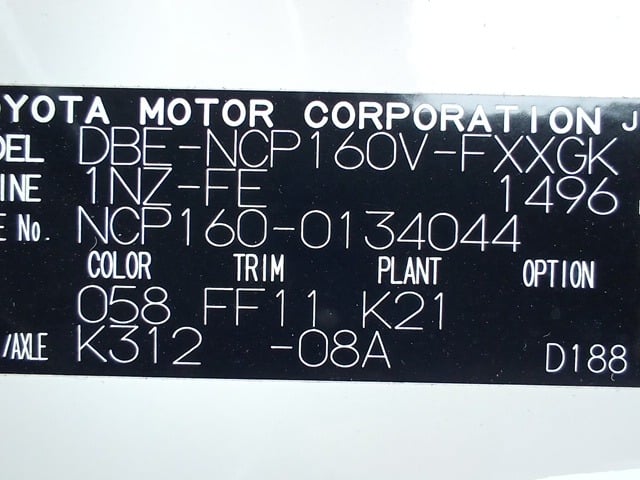 OYOTA MOTOR CORPORATION J
DEL DBE-NCP160V-FXXGK
INE 1NZ-FE 1496
E No. NCP160-0134044
COLOR TRIM PLANT OPTION
058 FF11 K21
/AXLE K312 -08A D188